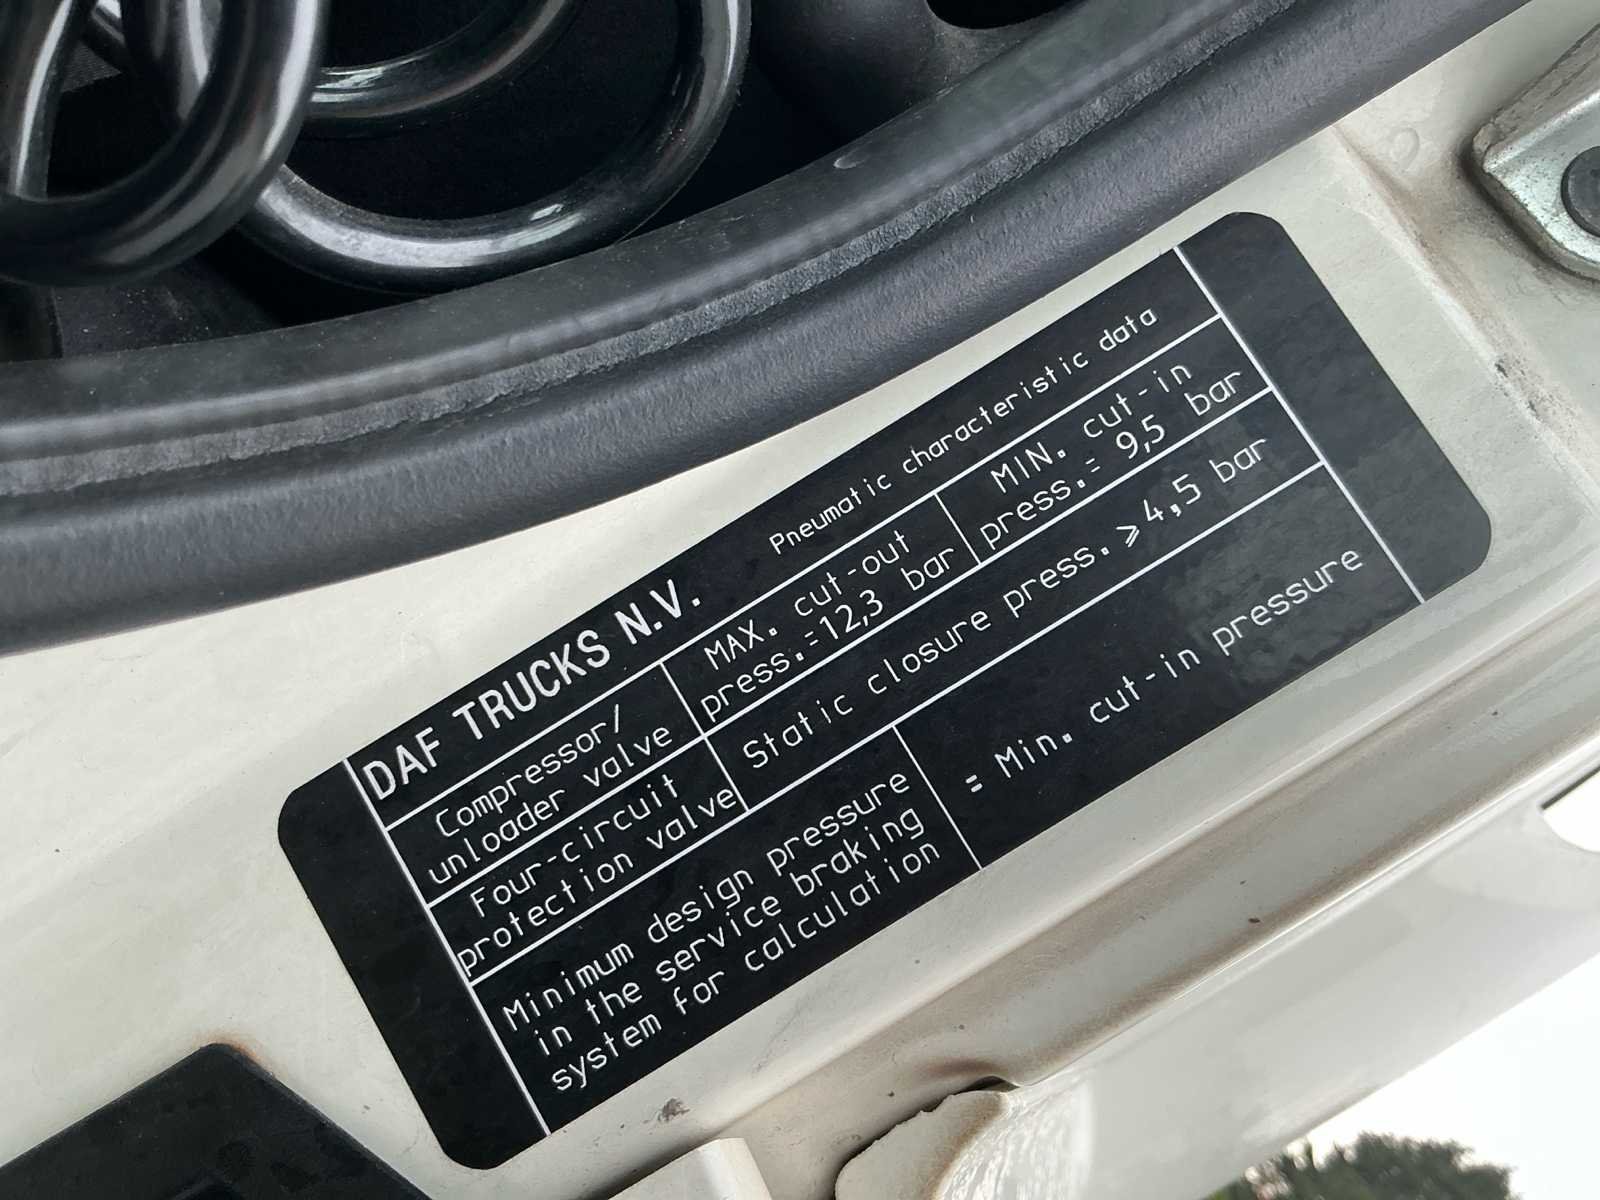 DAF TRUCKS N.V. Pneumatic characteristic data
Compressor/
unloader valve
MAX. cut-out
press.=12,3 bar
MIN. cut-in
press.= 9,5 bar
Four-circuit
protection valve
Static closure press. ⩾ 4,5 bar
Minimum design pressure
in the service braking
system for calculation
= Min. cut-in pressure